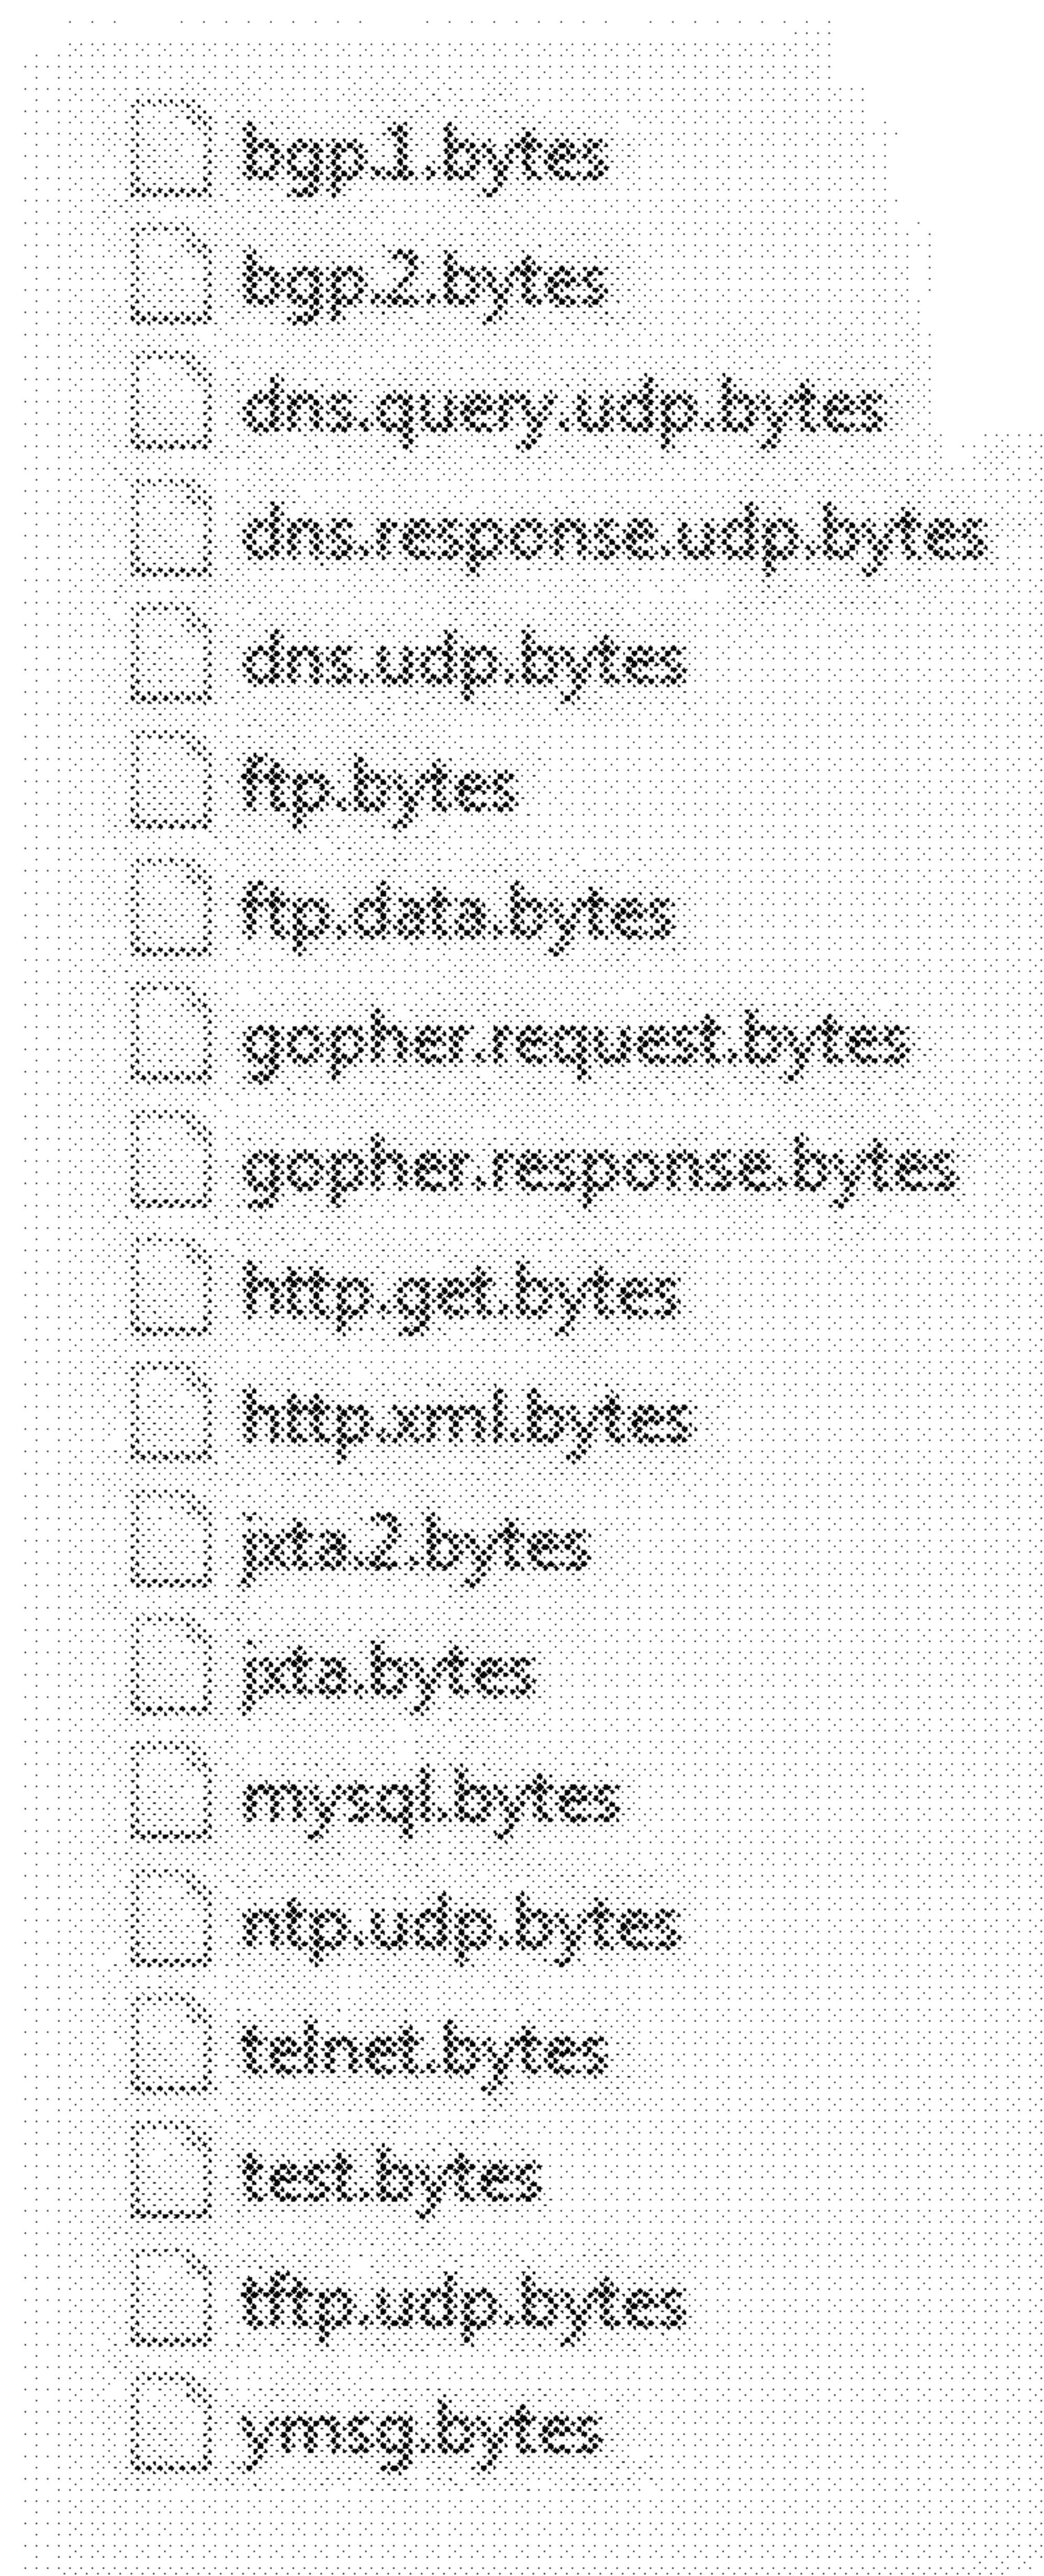 bgp.1.bytes
bgp.2.bytes
dns.query.udp.bytes
dns.response.udp.bytes
dns.udp.bytes
ftp.bytes
ftp.data.bytes
gopher.request.bytes
gopher.response.bytes
http.get.bytes
http.xml.bytes
jxta.2.bytes
jxta.bytes
mysql.bytes
ntp.udp.bytes
telnet.bytes
test.bytes
tftp.udp.bytes
ymsg.bytes